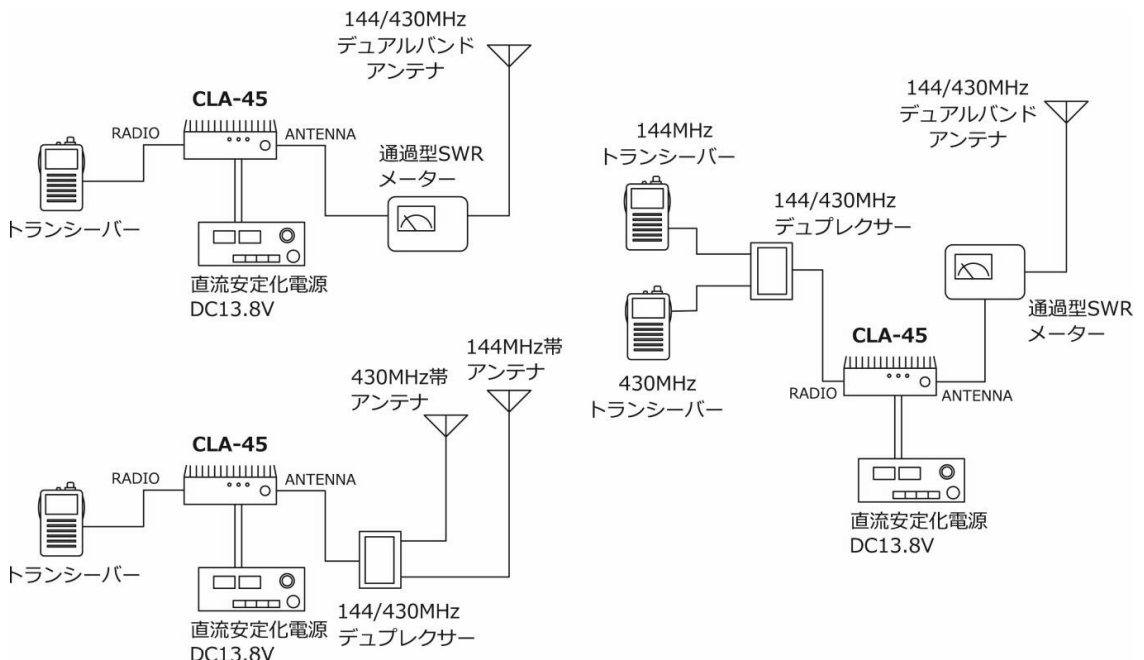 144/430MHz
デュアルバンド
アンテナ
CLA-45
RADIO
ANTENNA
通過型SWR
メーター
トランシーバー
直流安定化電源
DC13.8V
144MHz帯
アンテナ
430MHz帯
アンテナ
CLA-45
RADIO
ANTENNA
トランシーバー
144/430MHz
デュプレクサー
直流安定化電源
DC13.8V
144/430MHz
デュアルバンド
アンテナ
144MHz
トランシーバー
144/430MHz
デュプレクサー
通過型SWR
メーター
430MHz
トランシーバー
CLA-45
RADIO
ANTENNA
直流安定化電源
DC13.8V